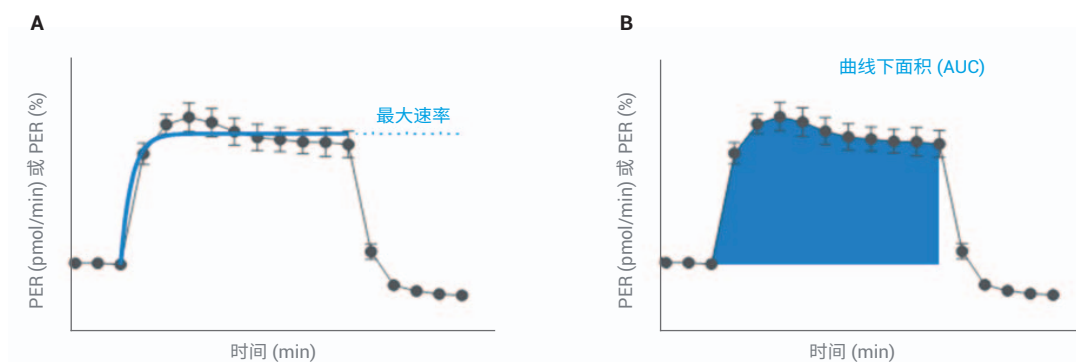 A
B
曲线下面积 (AUC)
最大速率
PER (pmol/min) 或 PER (%)
PER (pmol/min) 或 PER (%)
时间 (min)
时间 (min)